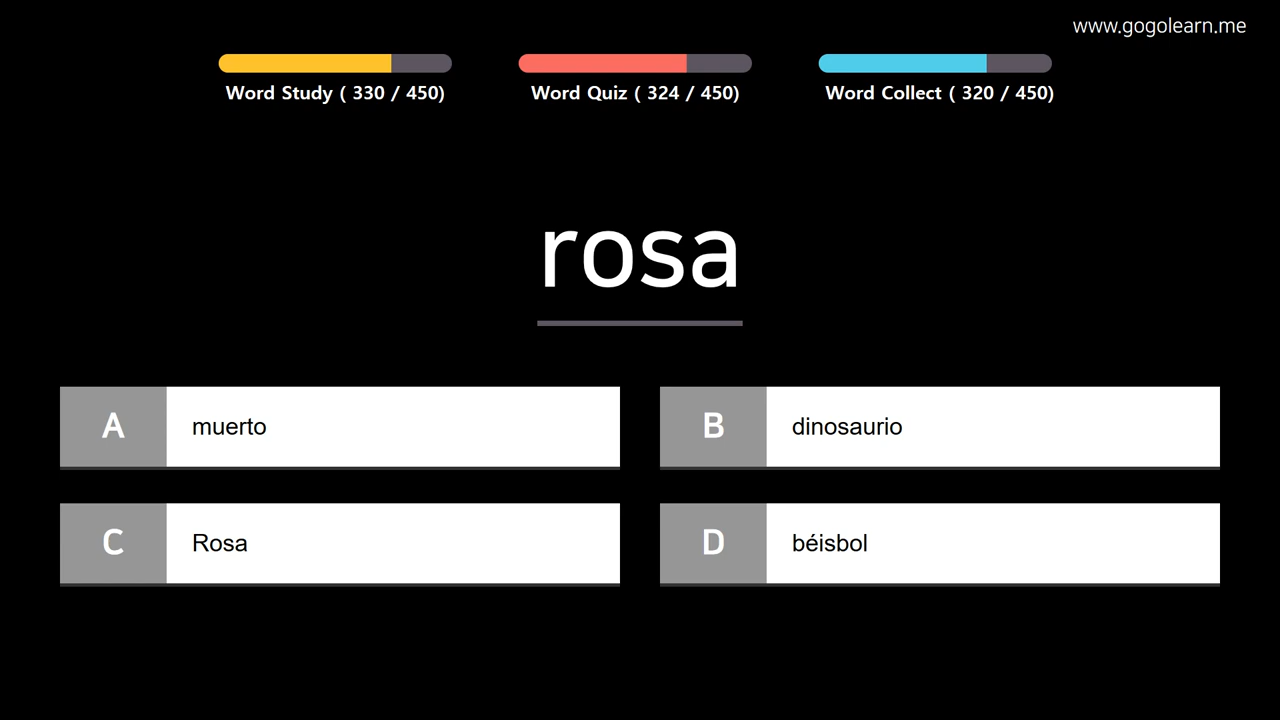 www.gogolearn.me
Word Study ( 330 / 450)
Word Quiz ( 324 / 450)
Word Collect ( 320 / 450)
rosa
A muerto
B dinosaurio
C Rosa
D béisbol